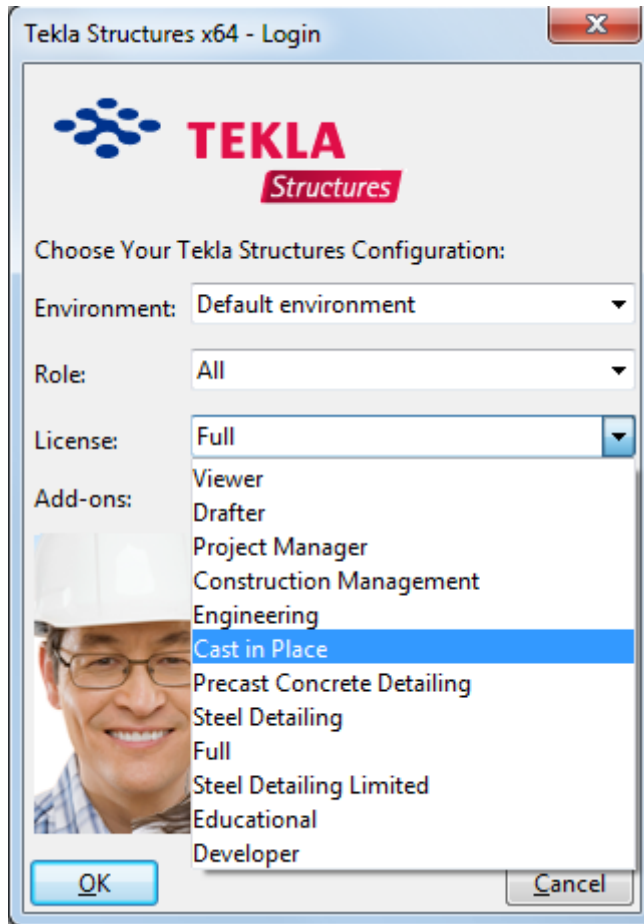 Tekla Structures x64 - Login
TEKLA
Structures
Choose Your Tekla Structures Configuration:
Environment: Default environment
Role: All
License: Full
Add-ons:
Viewer
Drafter
Project Manager
Construction Management
Engineering
Cast in Place
Precast Concrete Detailing
Steel Detailing
Full
Steel Detailing Limited
Educational
Developer
OK Cancel